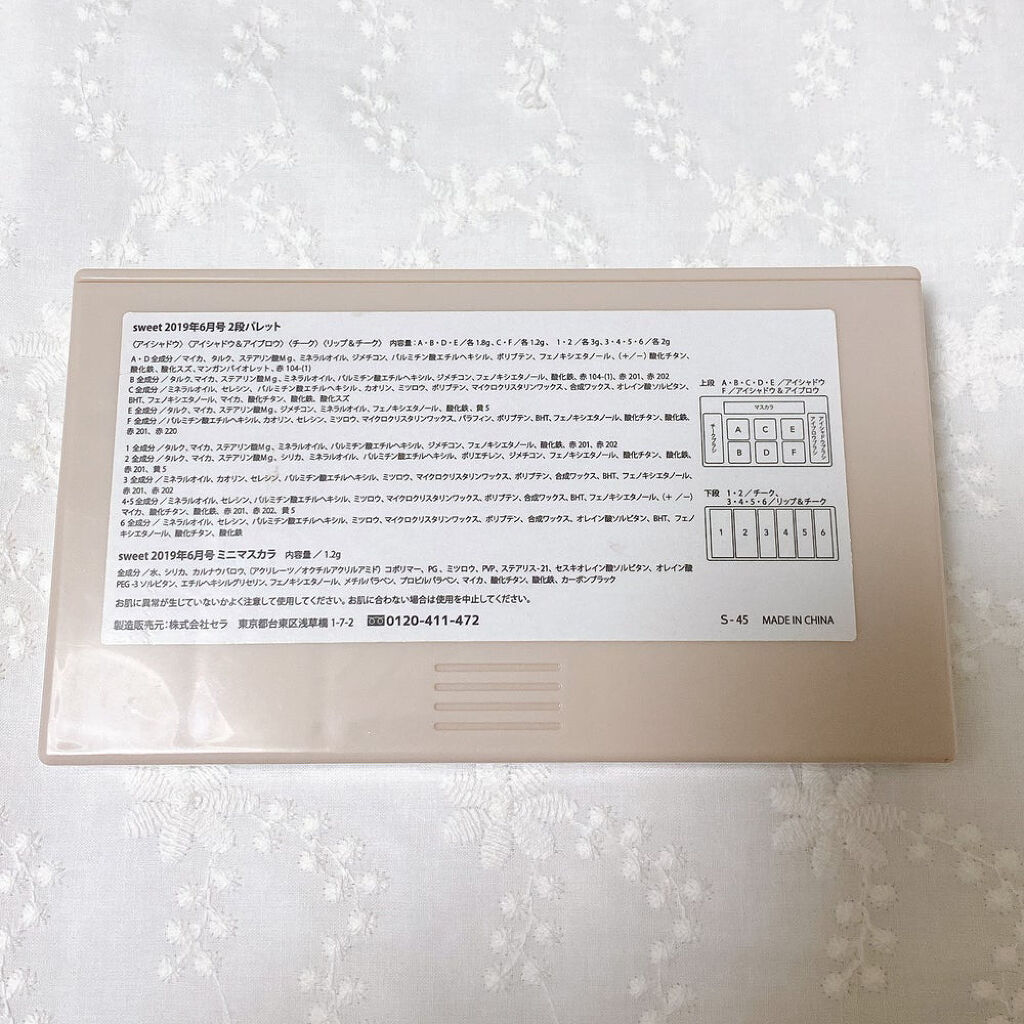 sweet 2019年6月号 2段パレット
〈アイシャドウ〉〈アイシャドウ&アイブロウ〉〈チーク〉〈リップ&チーク〉 内容量:A・B・D・E/各1.8g、C・F/各1.2g、 1・2/各3g、3・4・5・6/各2g
A・D 全成分/マイカ、タルク、ステアリン酸Mg、ミネラルオイル、ジメチコン、パルミチン酸エチルヘキシル、ポリブテン、フェノキシエタノール、(+/-)酸化チタン、
酸化鉄、酸化スズ、マンガンバイオレット、赤104-(1)
B 全成分/タルク、マイカ、ステアリン酸Mg、ミネラルオイル、パルミチン酸エチルヘキシル、ジメチコン、フェノキシエタノール、酸化鉄、赤104-(1)、赤201、赤202
C 全成分/ミネラルオイル、セレシン、パルミチン酸エチルヘキシル、カオリン、ミツロウ、ポリブテン、マイクロクリスタリンワックス、合成ワックス、オレイン酸ソルビタン、
BHT、フェノキシエタノール、マイカ、酸化チタン、酸化鉄、酸化スズ
E 全成分/タルク、マイカ、ステアリン酸Mg、ジメチコン、ミネラルオイル、フェノキシエタノール、酸化鉄、黄5
F 全成分/パルミチン酸エチルヘキシル、カオリン、セレシン、ミツロウ、マイクロクリスタリンワックス、パラフィン、ポリブテン、BHT、フェノキシエタノール、酸化チタン、酸化鉄、
赤201、赤220
1 全成分/タルク、マイカ、ステアリン酸Mg、ミネラルオイル、パルミチン酸エチルヘキシル、ジメチコン、フェノキシエタノール、酸化鉄、赤201、赤202
2 全成分/タルク、マイカ、ステアリン酸Mg、シリカ、ミネラルオイル、パルミチン酸エチルヘキシル、ポリエチレン、ジメチコン、フェノキシエタノール、酸化チタン、酸化鉄、
赤201、黄5
3 全成分/ミネラルオイル、カオリン、セレシン、パルミチン酸エチルヘキシル、ミツロウ、マイクロクリスタリンワックス、ポリブテン、合成ワックス、BHT、フェノキシエタノール、
赤201、赤202
4・5全成分/ミネラルオイル、セレシン、パルミチン酸エチルヘキシル、ミツロウ、マイクロクリスタリンワックス、ポリブテン、合成ワックス、BHT、フェノキシエタノール、(+/-)
マイカ、酸化チタン、酸化鉄、赤201、赤202、黄5
6 全成分/ミネラルオイル、セレシン、パルミチン酸エチルヘキシル、ミツロウ、マイクロクリスタリンワックス、ポリブテン、合成ワックス、オレイン酸ソルビタン、BHT、フェノ
キシエタノール、酸化チタン、酸化鉄
sweet 2019年6月号 ミニマスカラ 内容量/1.2g
全成分/水、シリカ、カルナウバロウ、(アクリレーツ/オクチルアクリルアミド)コポリマー、PG、ミツロウ、PVP、ステアリス-21、セスキオレイン酸ソルビタン、オレイン酸
PEG-3ソルビタン、エチルヘキシルグリセリン、フェノキシエタノール、メチルパラベン、プロピルパラベン、マイカ、酸化チタン、酸化鉄、カーボンブラック
お肌に異常が生じていないかよく注意して使用してください。お肌に合わない場合は使用を中止してください。
製造販売元:株式会社セラ 東京都台東区浅草橋1-7-2 0120-411-472
S-45 MADE IN CHINA
上段 A・B・C・D・E/アイシャドウ
F/アイシャドウ&アイブロウ
マスカラ
チークブラシ
A C E
B D F
アイシャドウブラシ
アイブロウブラシ
下段 1・2/チーク、
3・4・5・6/リップ&チーク
1 2 3 4 5 6